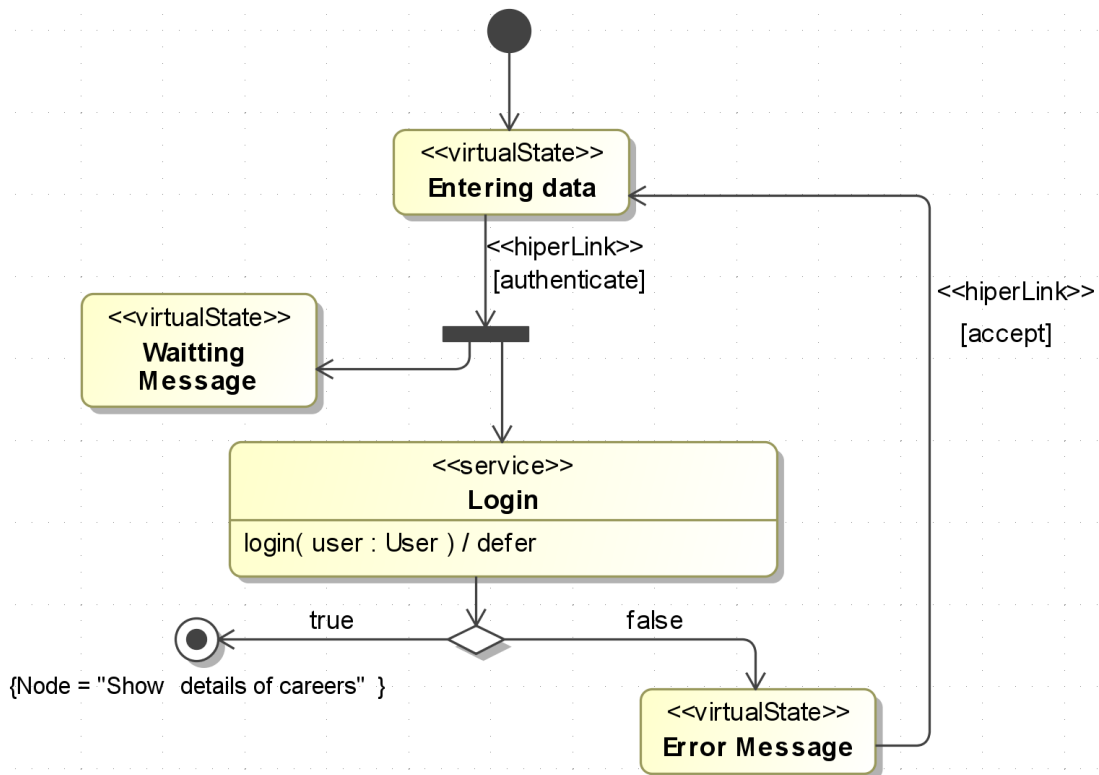 <<virtualState>>
Entering data
<<hiperLink>>
[authenticate]
<<hiperLink>>
[accept]
<<virtualState>>
Waitting
Message
<<service>>
Login
login( user : User ) / defer
true
false
{Node = "Show details of careers" }
<<virtualState>>
Error Message